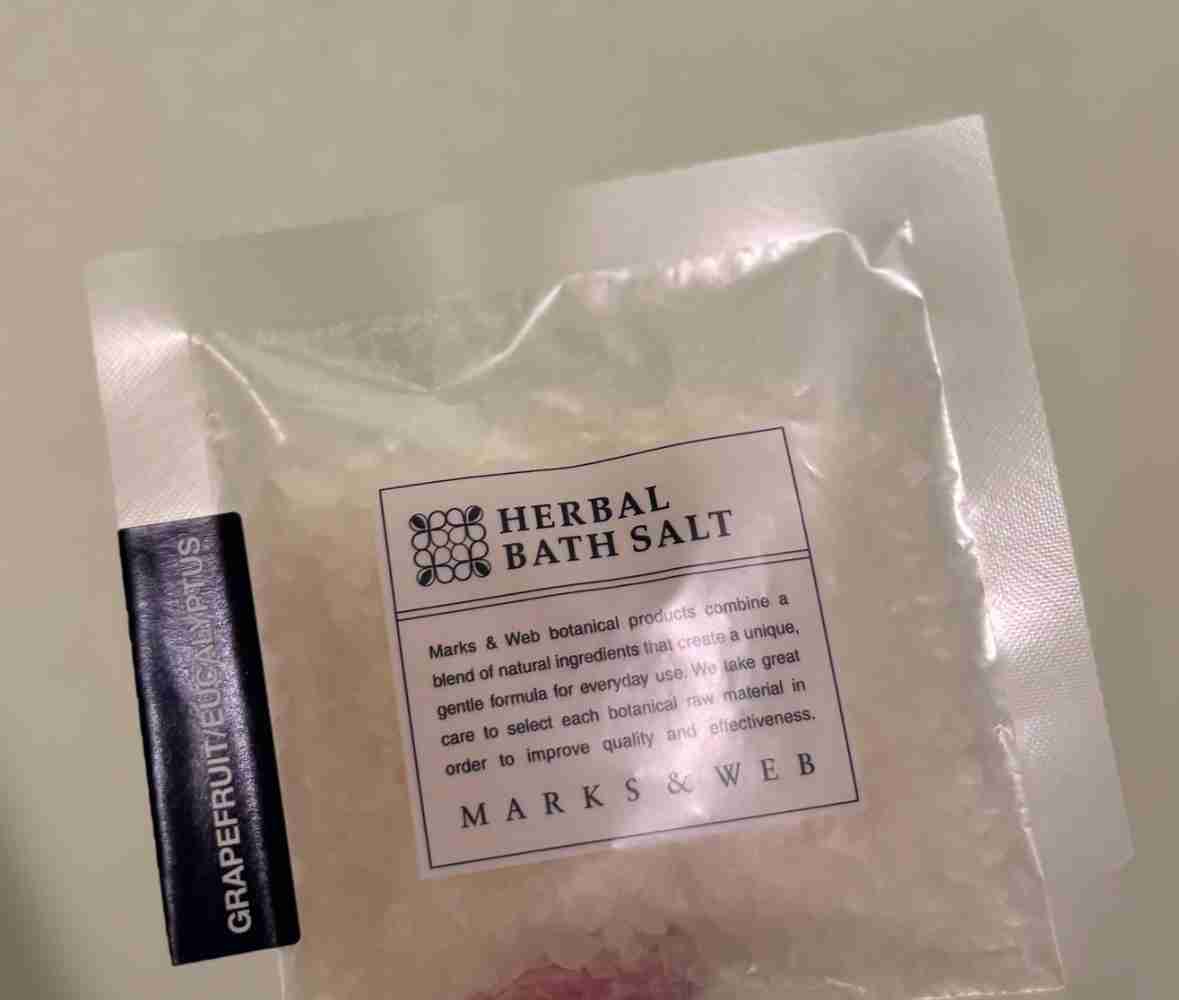 HERBAL
BATH SALT
Marks & Web botanical products combine a
blend of natural ingredients that create a unique,
gentle formula for everyday use. We take great
care to select each botanical raw material in
order to improve quality and effectiveness.
MARKS & WEB
GRAPEFRUIT/EUCALYPTUS